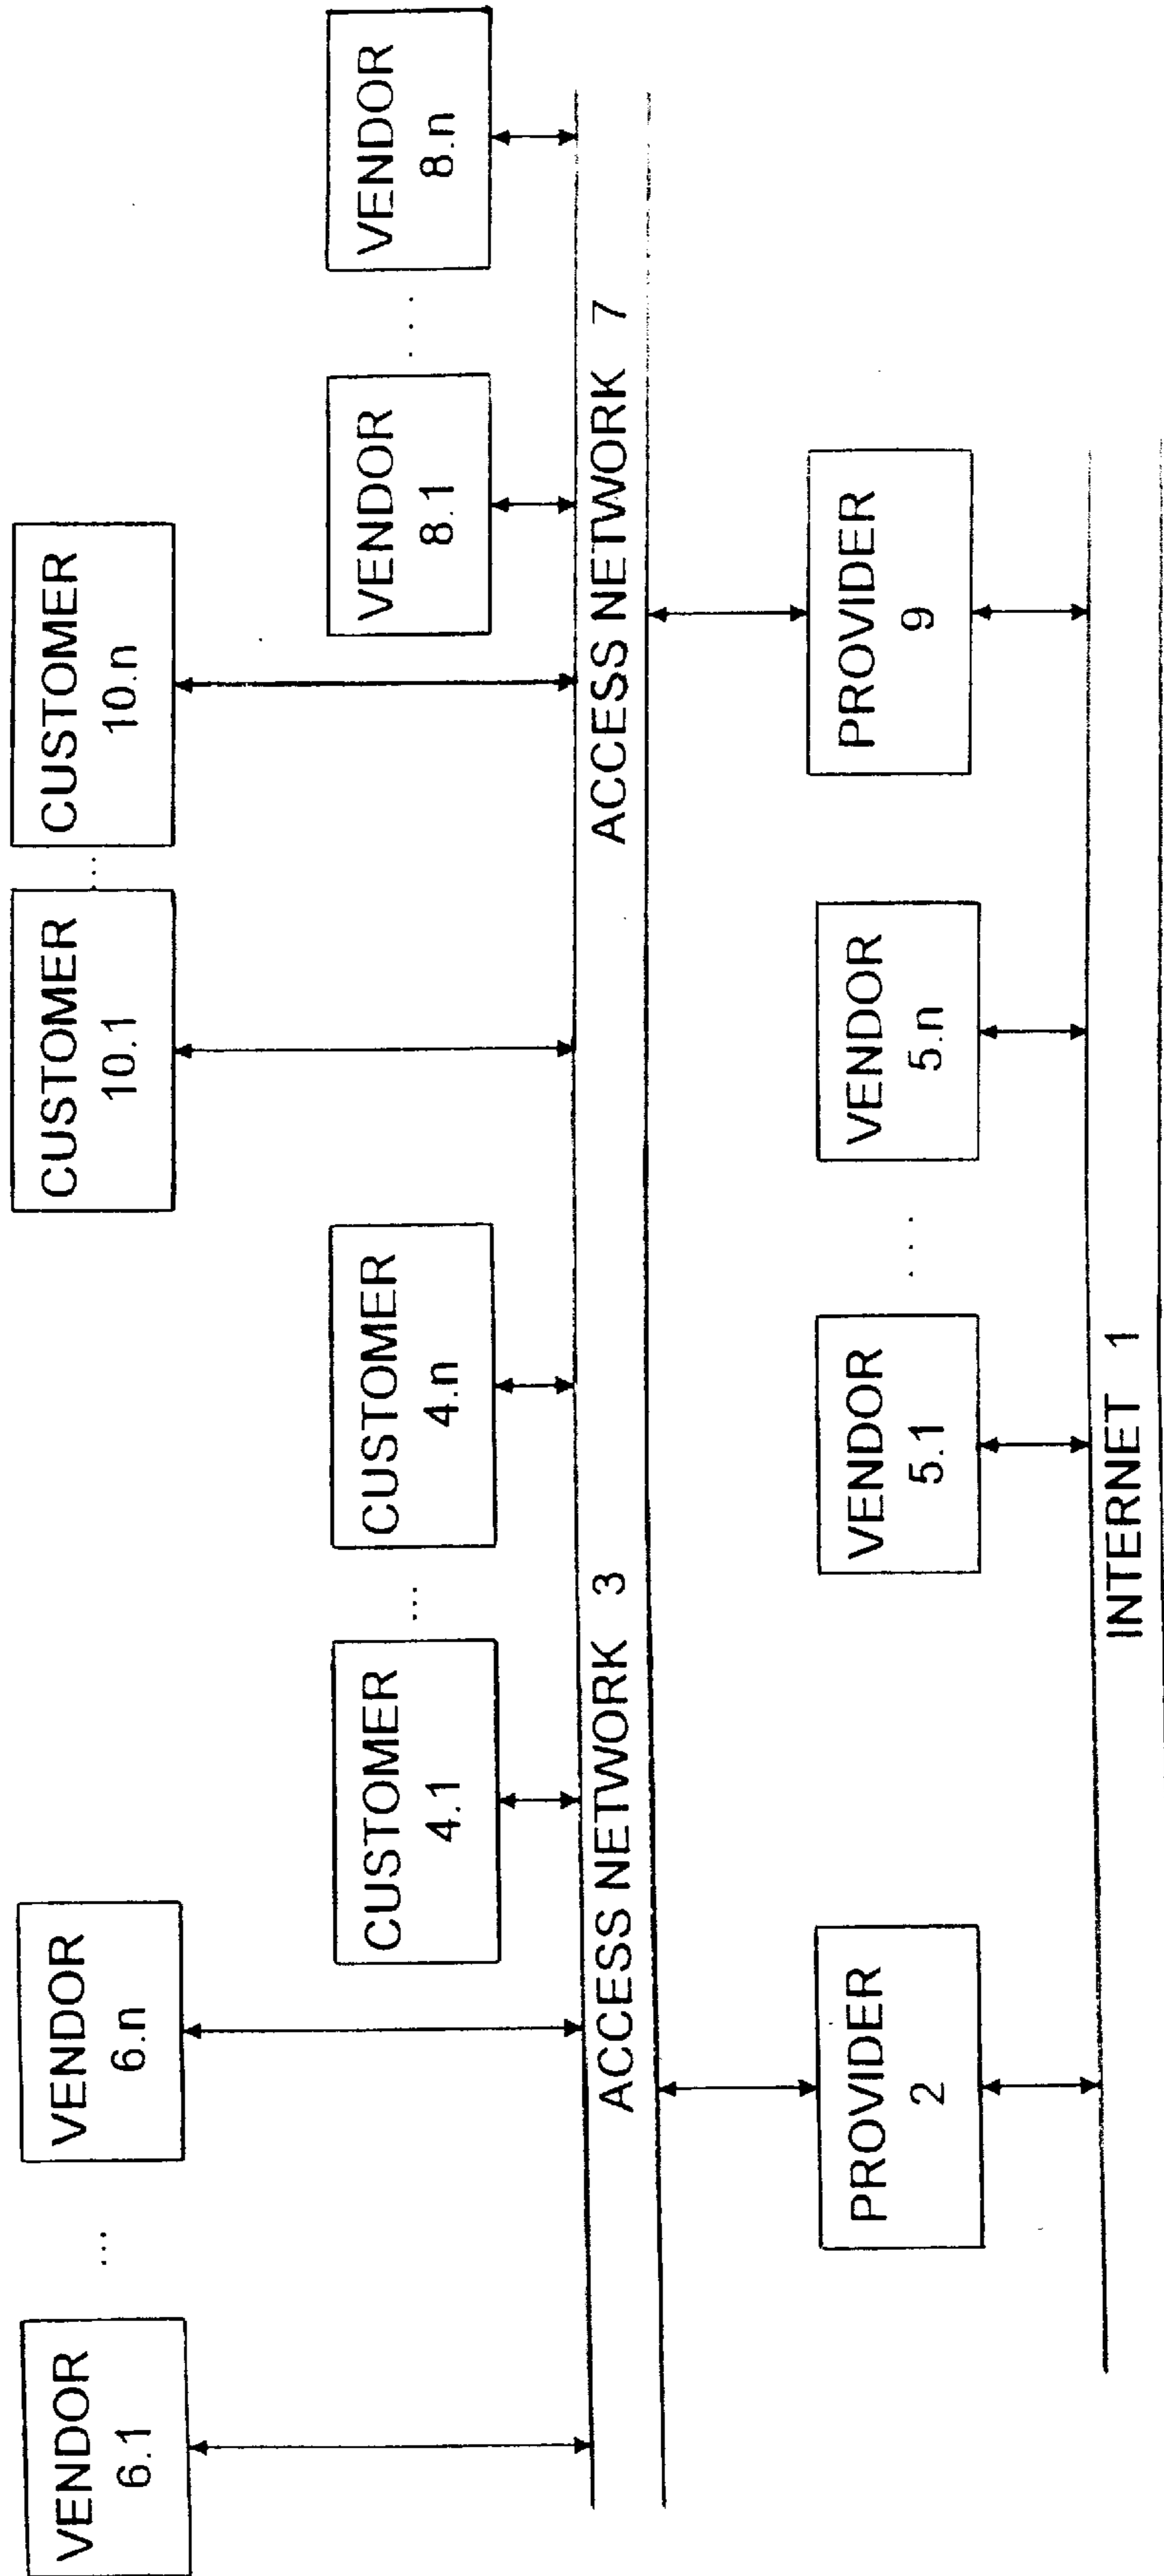 VENDOR
6.1
...
VENDOR
6.n
CUSTOMER
10.1
...
CUSTOMER
10.n
CUSTOMER
4.1
...
CUSTOMER
4.n
VENDOR
8.1
...
VENDOR
8.n
ACCESS NETWORK 3
ACCESS NETWORK 7
PROVIDER
2
VENDOR
5.1
...
VENDOR
5.n
PROVIDER
9
INTERNET 1